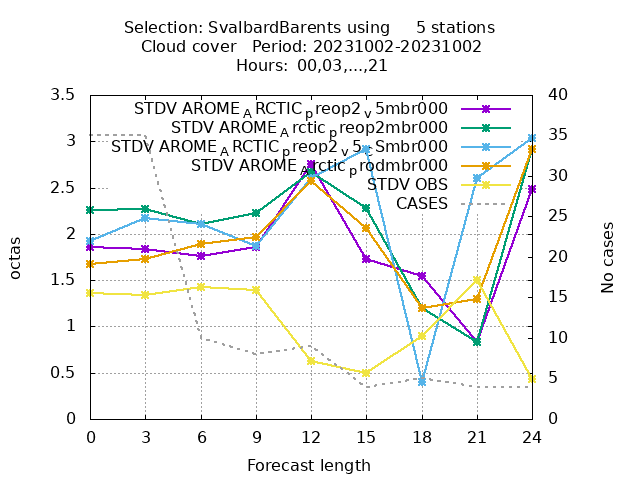 Selection: SvalbardBarents using     5 stations
Cloud cover   Period: 20231002-20231002
Hours:  00,03,...,21
3.5
3
2.5
2
1.5
1
0.5
0
octas
40
35
30
25
20
15
10
5
0
No cases
STDV AROME_ARCTIC_preop2_v5mbr000
STDV AROME_Arctic_preop2mbr000
STDV AROME_ARCTIC_preop2_v5--Smbr000
STDV AROME_Arctic_prodmbr000
STDV OBS
CASES
0 3 6 9 12 15 18 21 24
Forecast length